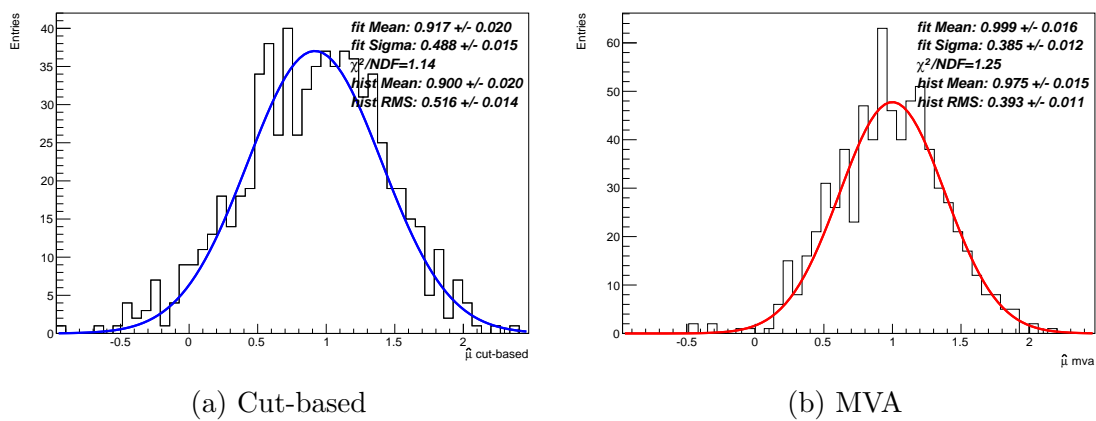 Entries
40
35
30
25
20
15
10
5
0
fit Mean: 0.917 +/- 0.020
fit Sigma: 0.488 +/- 0.015
χ²/NDF=1.14
hist Mean: 0.900 +/- 0.020
hist RMS: 0.516 +/- 0.014
-0.5 0 0.5 1 1.5 2
μ̂ cut-based
(a) Cut-based
Entries
60
50
40
30
20
10
0
fit Mean: 0.999 +/- 0.016
fit Sigma: 0.385 +/- 0.012
χ²/NDF=1.25
hist Mean: 0.975 +/- 0.015
hist RMS: 0.393 +/- 0.011
-0.5 0 0.5 1 1.5 2
μ̂ mva
(b) MVA